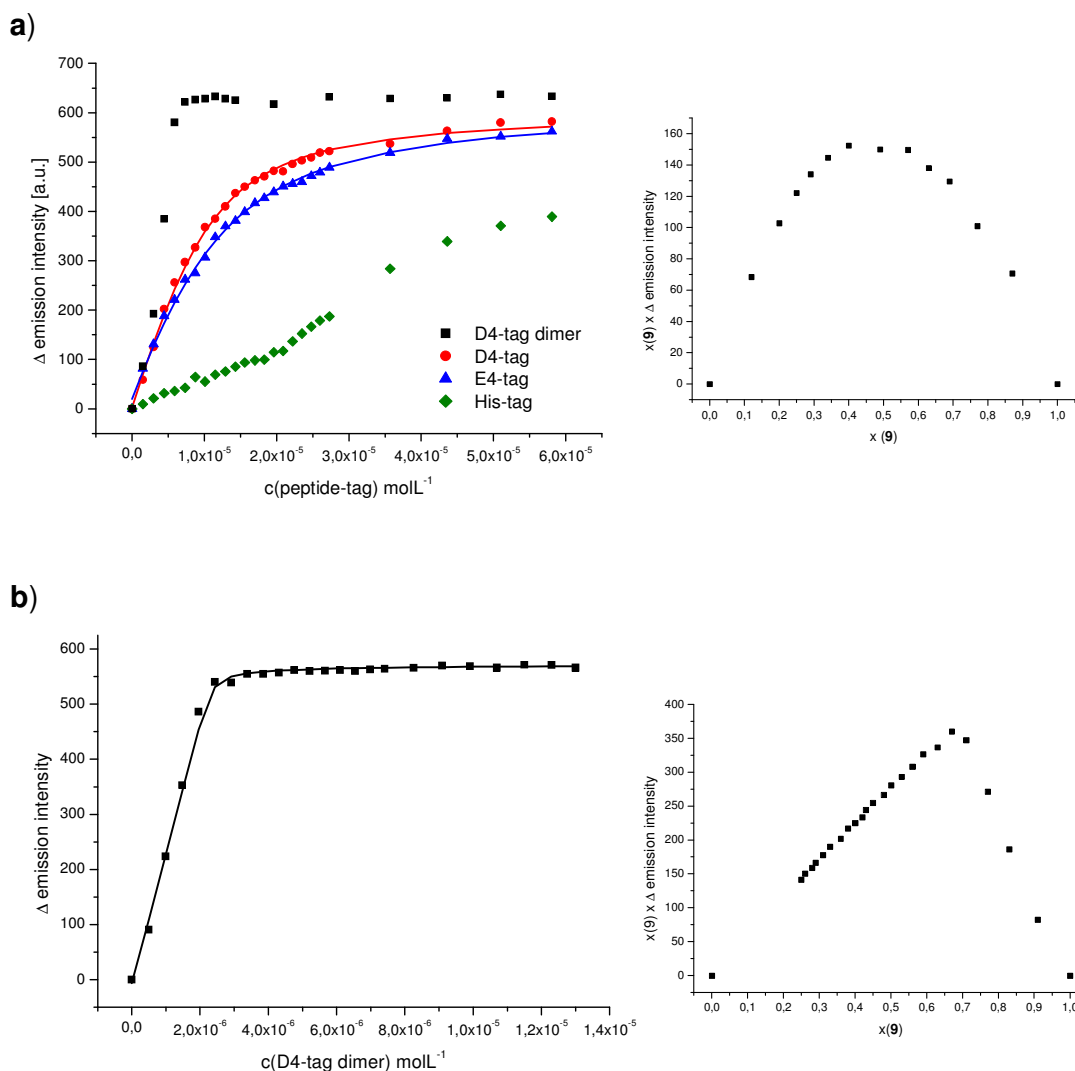 a)
Δ emission intensity [a.u.]
700
600
500
400
300
200
100
0
D4-tag dimer
D4-tag
E4-tag
His-tag
0,0 1,0x10⁻⁵ 2,0x10⁻⁵ 3,0x10⁻⁵ 4,0x10⁻⁵ 5,0x10⁻⁵ 6,0x10⁻⁵
c(peptide-tag) molL⁻¹
x(9) x Δ emission intensity
160
140
120
100
80
60
40
20
0
0,0 0,1 0,2 0,3 0,4 0,5 0,6 0,7 0,8 0,9 1,0
x (9)
b)
Δ emission intensity
600
500
400
300
200
100
0
0,0 2,0x10⁻⁶ 4,0x10⁻⁶ 6,0x10⁻⁶ 8,0x10⁻⁶ 1,0x10⁻⁵ 1,2x10⁻⁵ 1,4x10⁻⁵
c(D4-tag dimer) molL⁻¹
x(9) x Δ emission intensity
400
350
300
250
200
150
100
50
0
0,0 0,1 0,2 0,3 0,4 0,5 0,6 0,7 0,8 0,9 1,0
x(9)